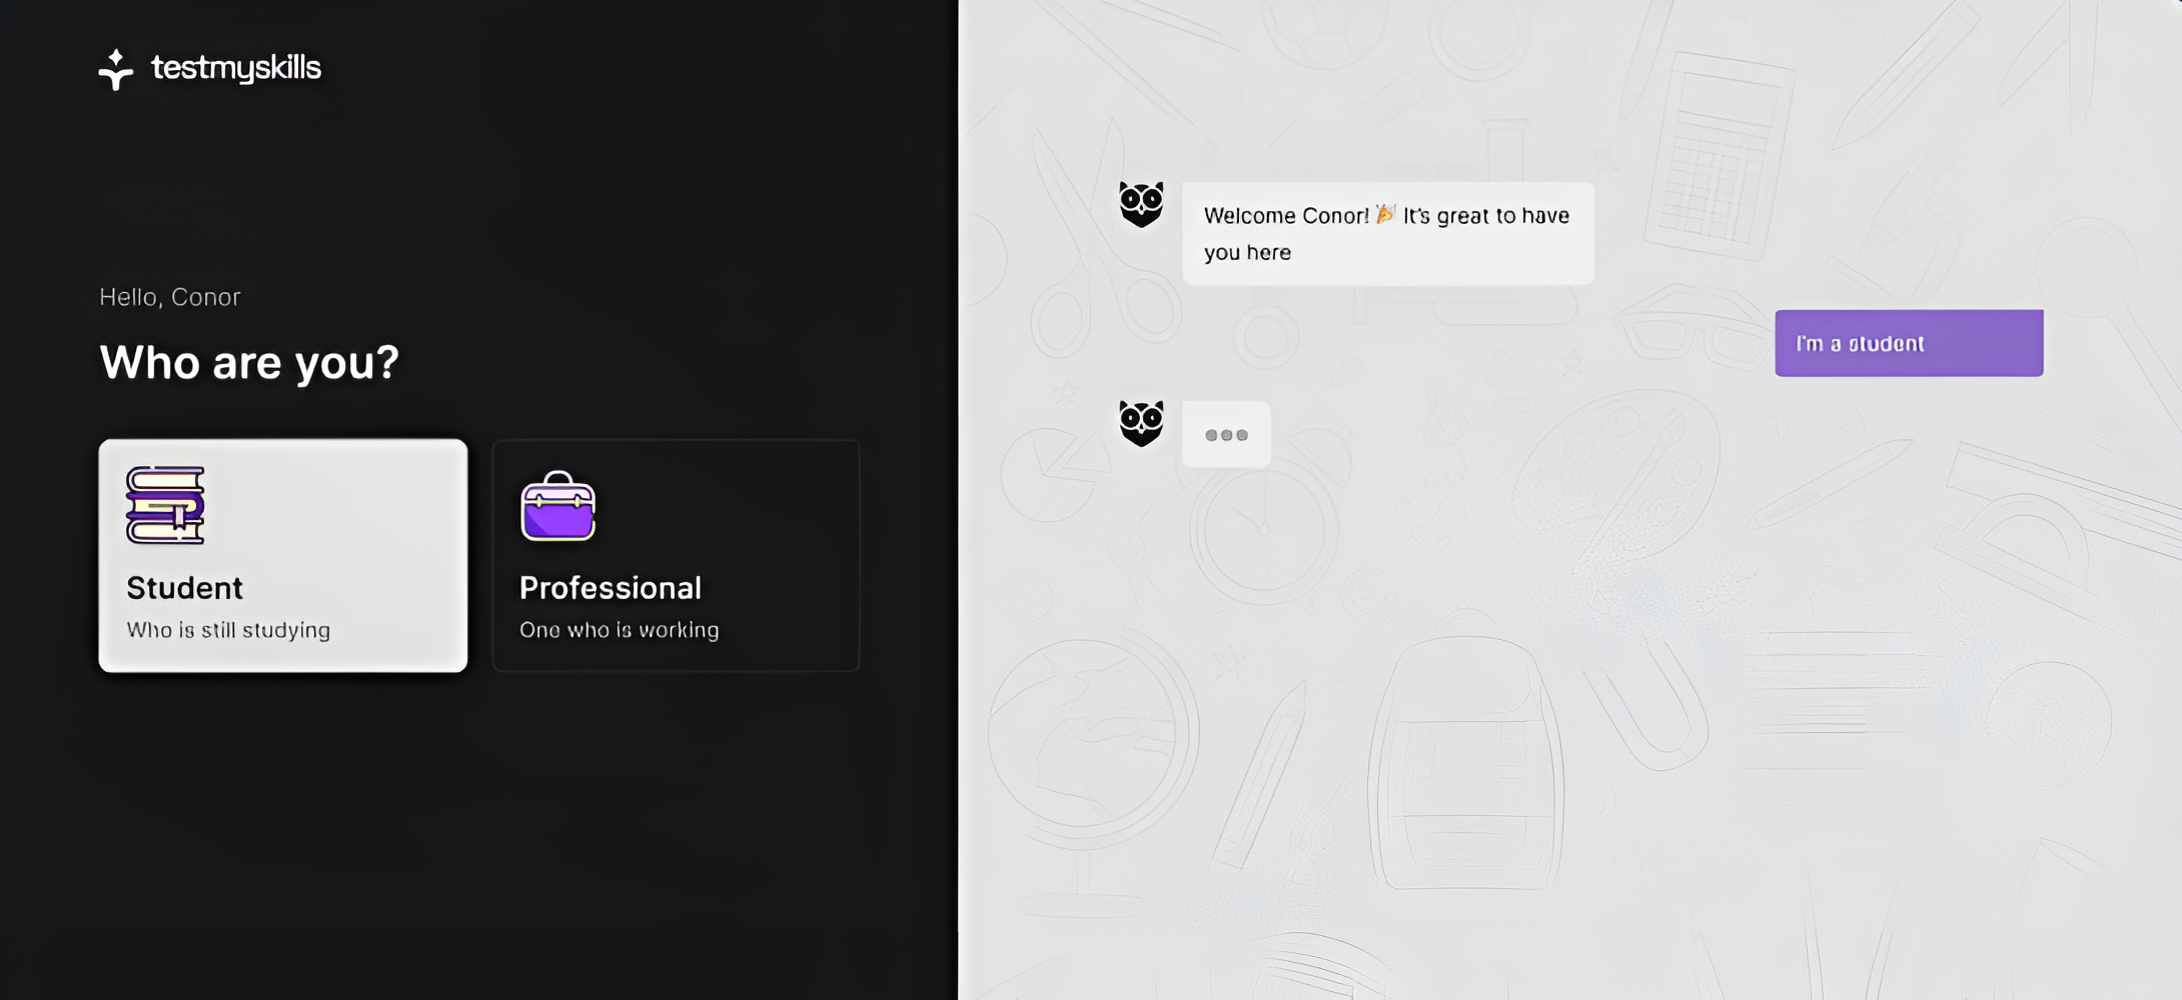 testmyskills
Hello, Conor
Who are you?
Student
Who is still studying
Professional
One who is working
Welcome Conor! 🎉 It's great to have
you here
I'm a student